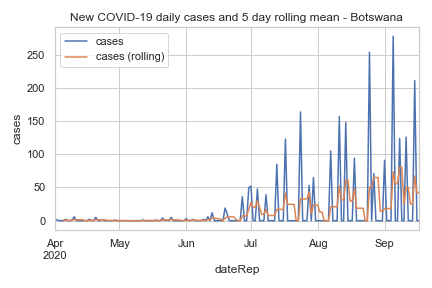 New COVID-19 daily cases and 5 day rolling mean - Botswana
cases
cases (rolling)
250
200
150
100
50
0
cases
Apr
2020
May
Jun
Jul
Aug
Sep
dateRep